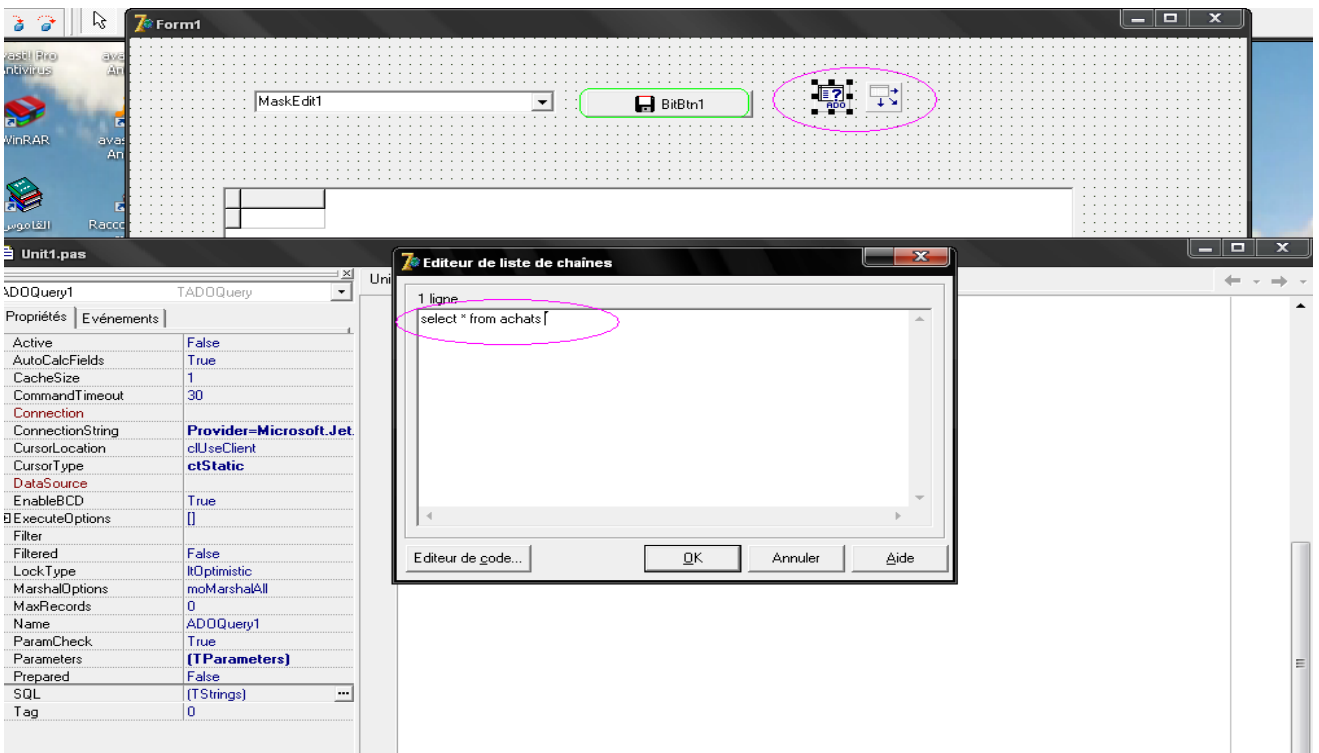 Form1
MaskEdit1
BitBtn1
ADO
WinRAR
القاموس
Unit1.pas
ADOQuery1 TADOQuery
Propriétés Evénements
Active False
AutoCalcFields True
CacheSize 1
CommandTimeout 30
Connection
ConnectionString Provider=Microsoft.Jet.
CursorLocation clUseClient
CursorType ctStatic
DataSource
EnableBCD True
ExecuteOptions []
Filter
Filtered False
LockType ltOptimistic
MarshalOptions moMarshalAll
MaxRecords 0
Name ADOQuery1
ParamCheck True
Parameters (TParameters)
Prepared False
SQL (TStrings)
Tag 0
Editeur de liste de chaînes
1 ligne
select * from achats
Editeur de code... OK Annuler Aide